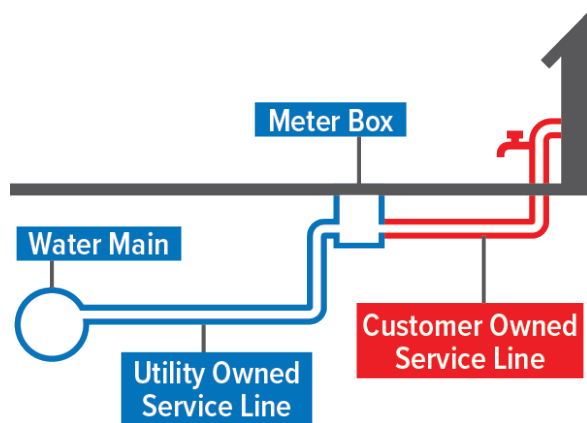 Meter Box
Water Main
Customer Owned
Service Line
Utility Owned
Service Line